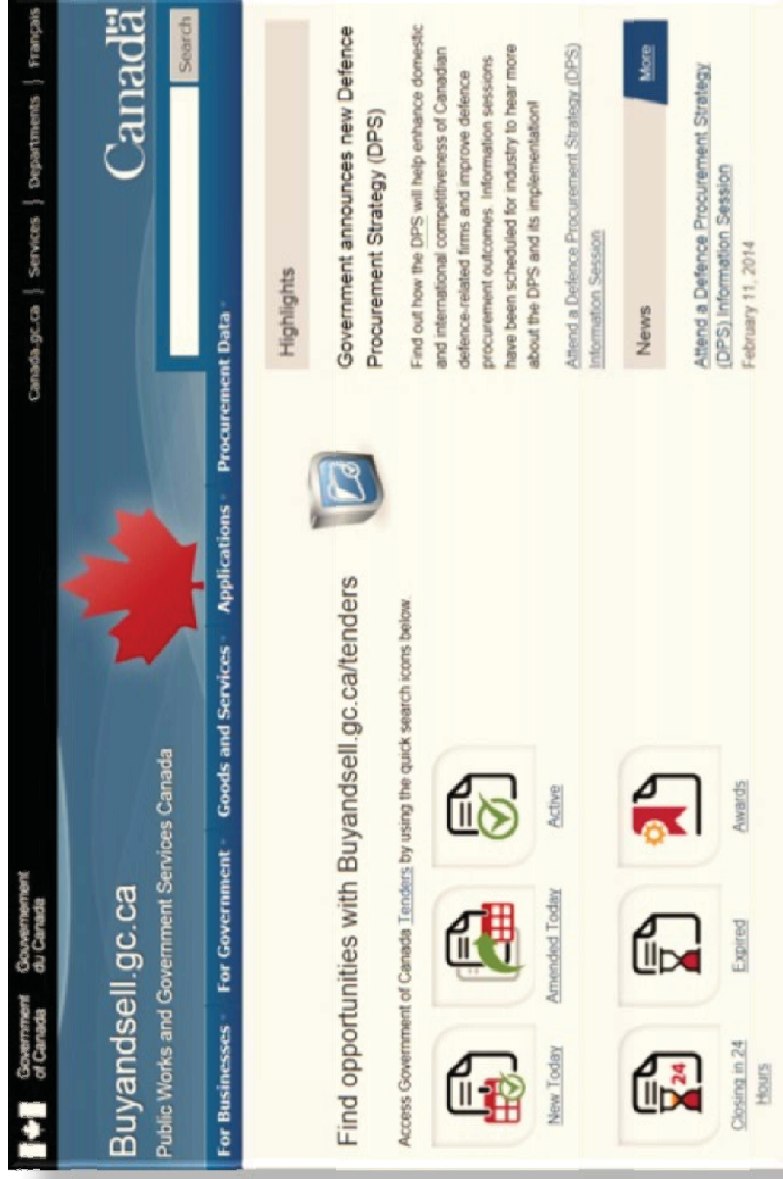 Government
of Canada
Gouvernement
du Canada
Canada.gc.ca | Services | Departments | Français
Buyandsell.gc.ca
Public Works and Government Services Canada
Canada
Search
For Businesses
For Government
Goods and Services
Applications
Procurement Data
Find opportunities with Buyandsell.gc.ca/tenders
Access Government of Canada Tenders by using the quick search icons below.
New Today
Amended Today
Active
24
Closing in 24
Hours
Expired
Awards
Highlights
Government announces new Defence
Procurement Strategy (DPS)
Find out how the DPS will help enhance domestic
and international competitiveness of Canadian
defence-related firms and improve defence
procurement outcomes. Information sessions
have been scheduled for industry to hear more
about the DPS and its implementation!
Attend a Defence Procurement Strategy (DPS)
Information Session
News
More
Attend a Defence Procurement Strategy
(DPS) Information Session
February 11, 2014